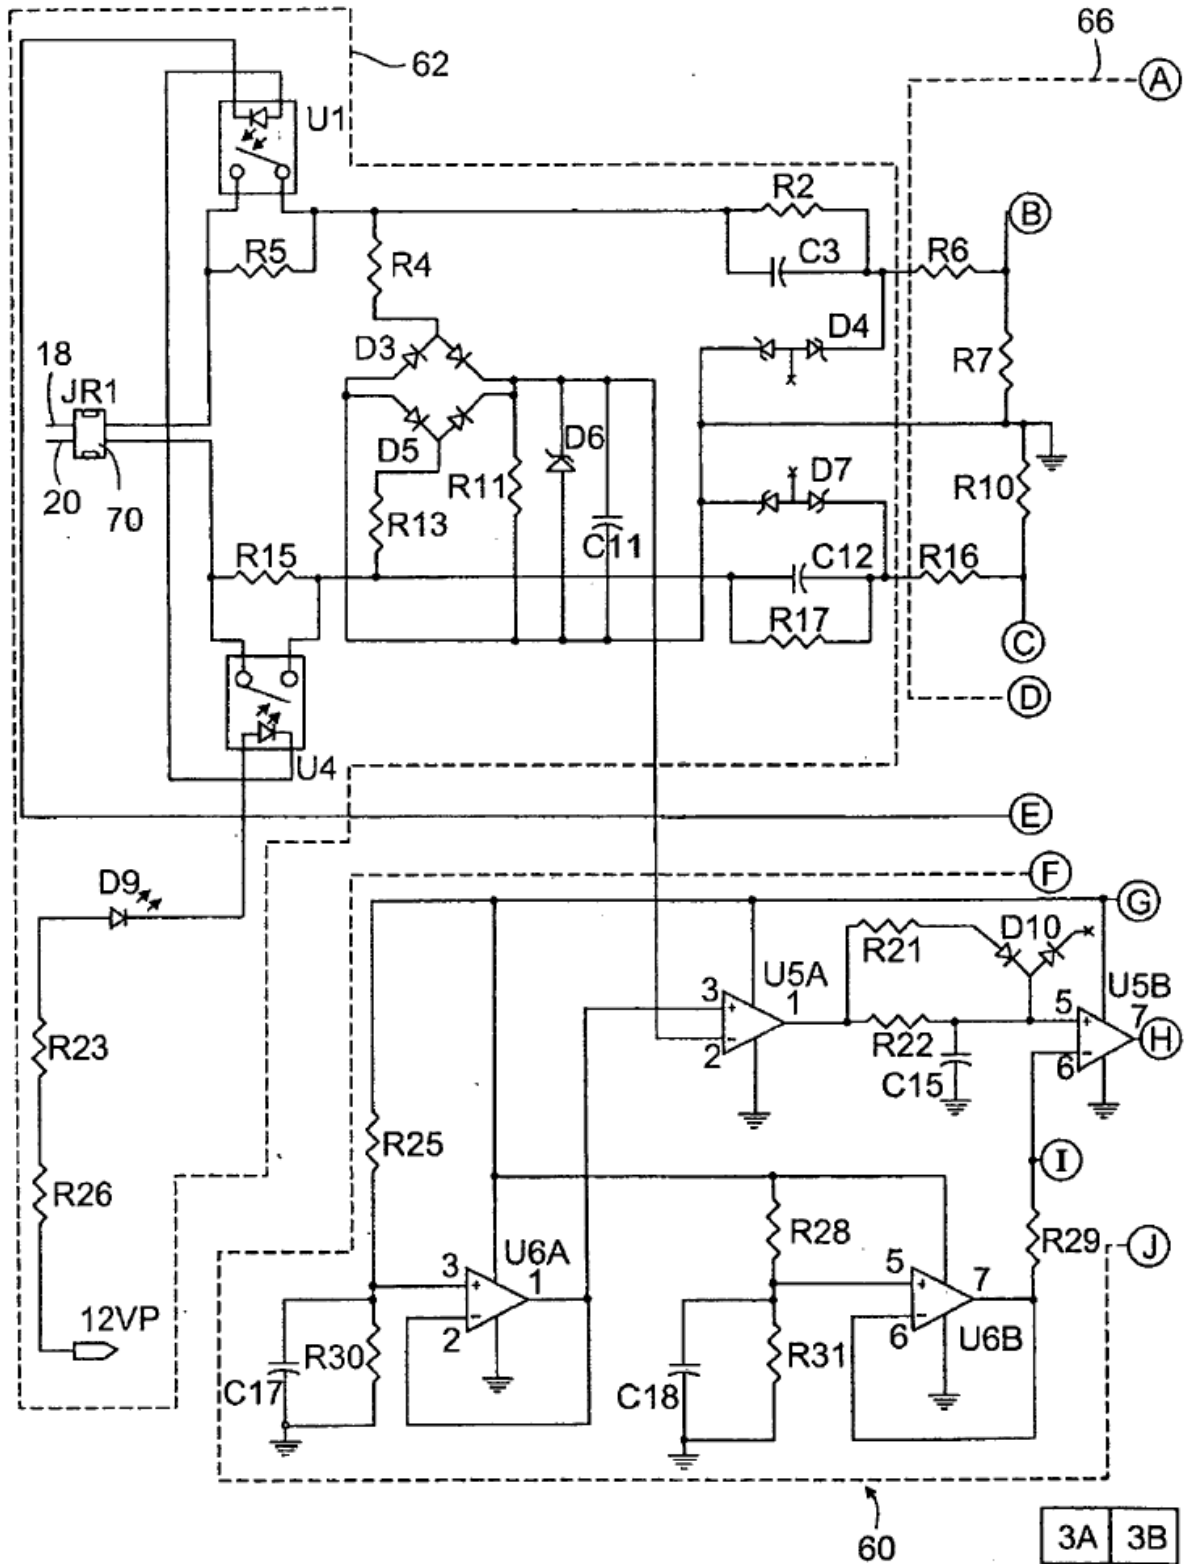 66
A
62
U1
R2
B
R5
C3
R6
R4
D4
D3
18
R7
JR1
D6
D5
D7
R11
R10
20
70
R13
C11
C12
R15
R16
R17
C
D
U4
E
D9
F
G
D10
R21
U5A
U5B
3
1
5
7
H
R22
2
6
C15
R23
R25
I
R26
R28
R29
J
U6A
3
1
5
7
12VP
2
R30
6
U6B
R31
C17
C18
60
3A 3B